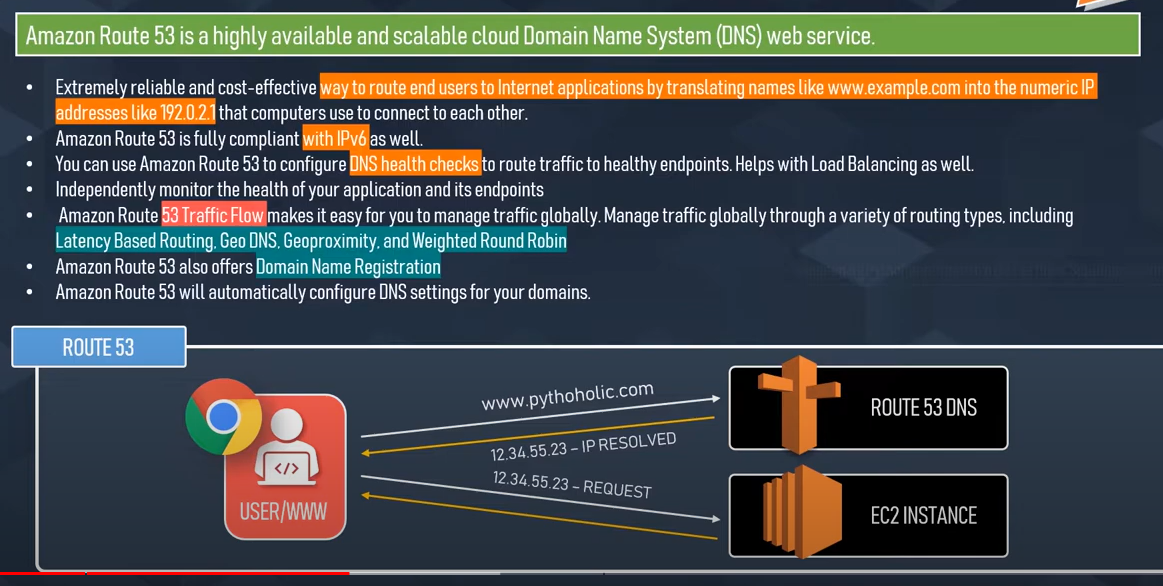 Amazon Route 53 is a highly available and scalable cloud Domain Name System (DNS) web service.
• Extremely reliable and cost-effective way to route end users to Internet applications by translating names like www.example.com into the numeric IP
addresses like 192.0.2.1 that computers use to connect to each other.
• Amazon Route 53 is fully compliant with IPv6 as well.
• You can use Amazon Route 53 to configure DNS health checks to route traffic to healthy endpoints. Helps with Load Balancing as well.
• Independently monitor the health of your application and its endpoints
• Amazon Route 53 Traffic Flow makes it easy for you to manage traffic globally. Manage traffic globally through a variety of routing types, including
Latency Based Routing, Geo DNS, Geoproximity, and Weighted Round Robin
• Amazon Route 53 also offers Domain Name Registration
• Amazon Route 53 will automatically configure DNS settings for your domains.
ROUTE 53
www.pythoholic.com
ROUTE 53 DNS
12.34.55.23 – IP RESOLVED
12.34.55.23 – REQUEST
</>
USER/WWW
EC2 INSTANCE